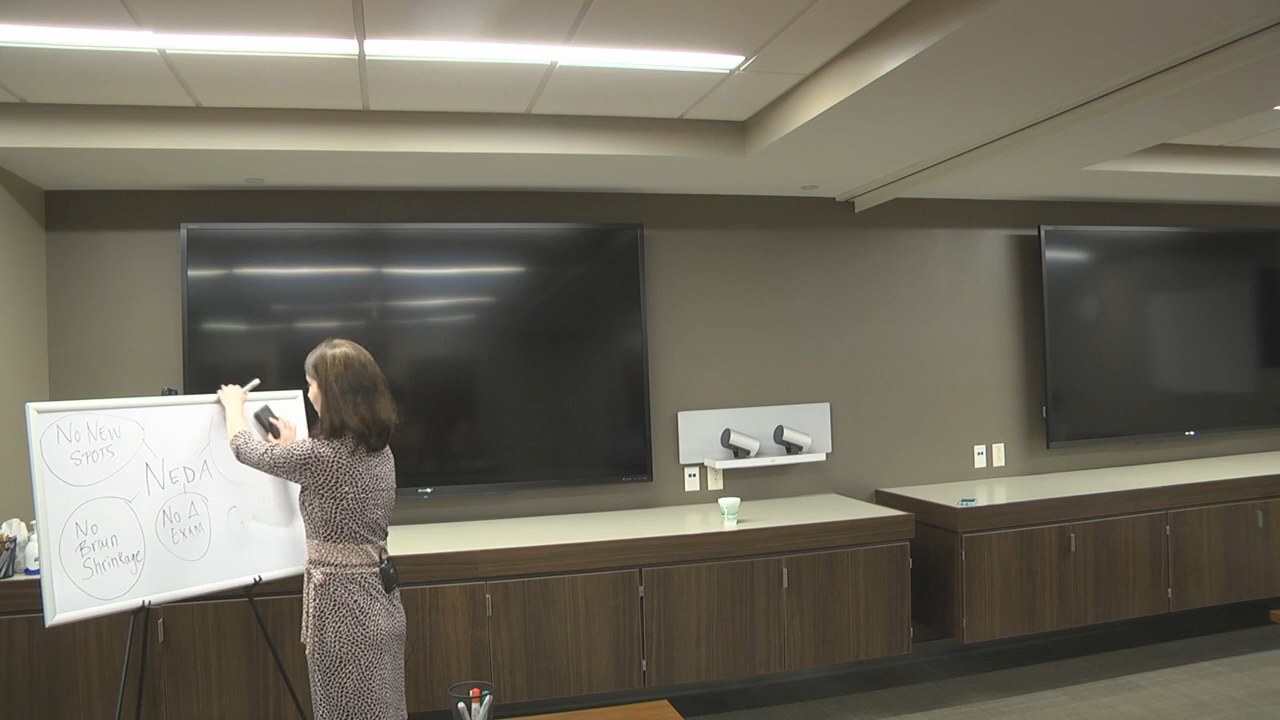 No New
SPOTS
NEDA
No Δ
EXAM
No
Brain
Shrinkage